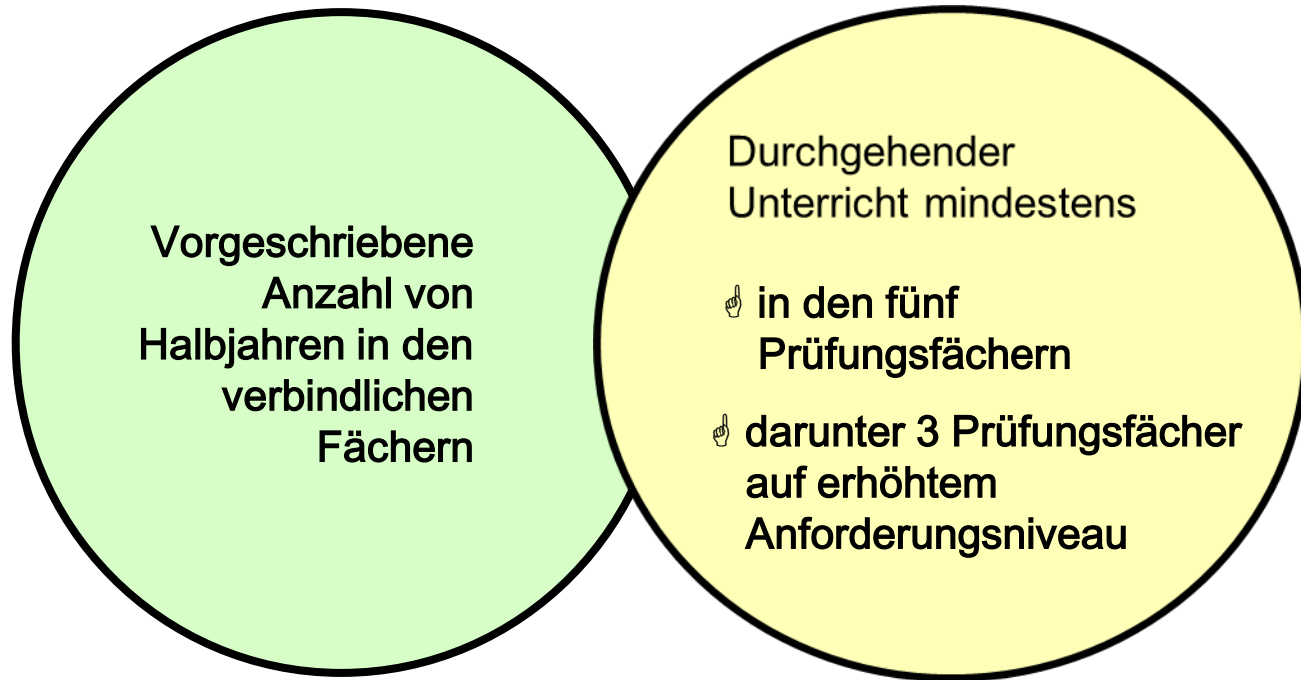 Vorgeschriebene
Anzahl von
Halbjahren in den
verbindlichen
Fächern
Durchgehender
Unterricht mindestens
☝ in den fünf
Prüfungsfächern
☝ darunter 3 Prüfungsfächer
auf erhöhtem
Anforderungsniveau